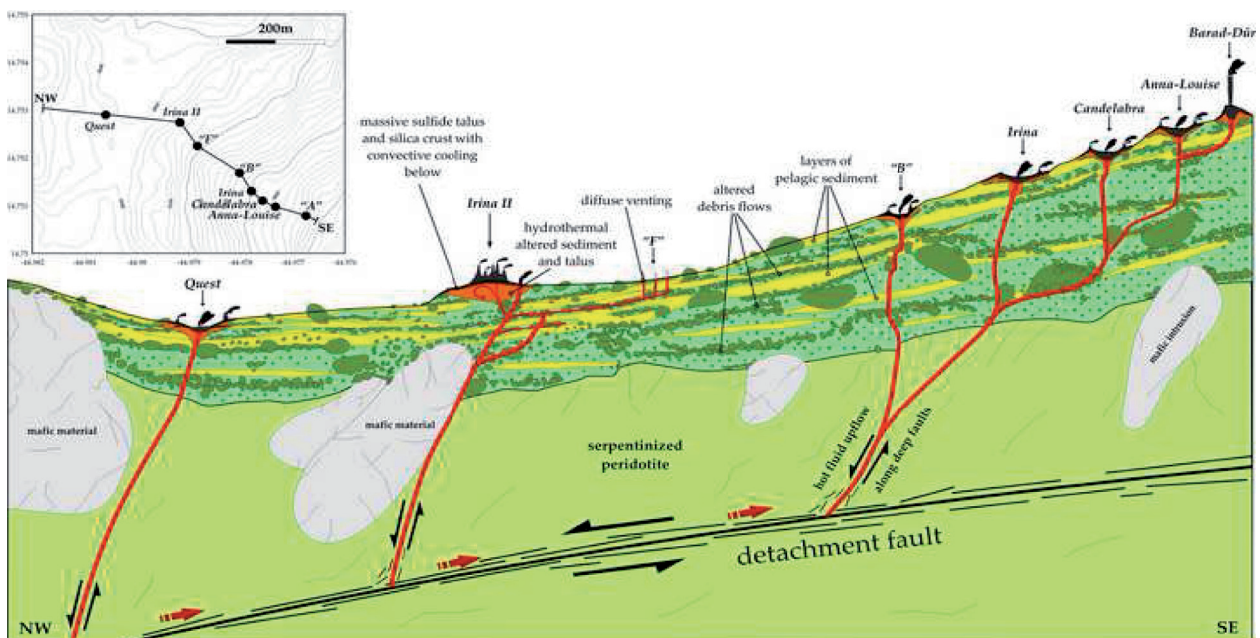 200m
NW
Quest
Irina II
"F"
"B"
Irina
Candelabra
Anna-Louise
"A"
SE
Barad-Dûr
Anna-Louise
Candelabra
Irina
"B"
massive sulfide talus
and silica crust with
convective cooling
below
Irina II
hydrothermal
altered sediment
and talus
diffuse venting
"F"
altered
debris flows
layers of
pelagic sediment
Quest
mafic material
mafic material
mafic intrusion
serpentinized
peridotite
hot fluid upflow
along deep faults
detachment fault
NW
SE